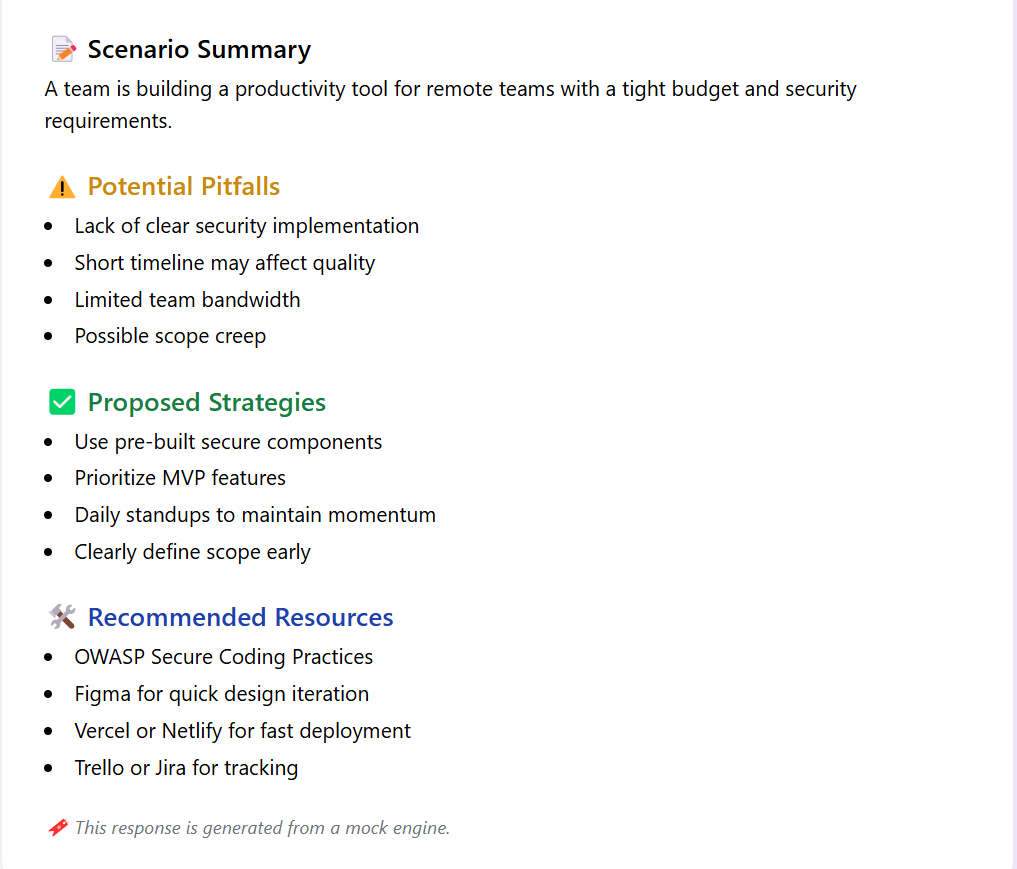 Scenario Summary
A team is building a productivity tool for remote teams with a tight budget and security
requirements.
Potential Pitfalls
Lack of clear security implementation
Short timeline may affect quality
Limited team bandwidth
Possible scope creep
Proposed Strategies
Use pre-built secure components
Prioritize MVP features
Daily standups to maintain momentum
Clearly define scope early
Recommended Resources
OWASP Secure Coding Practices
Figma for quick design iteration
Vercel or Netlify for fast deployment
Trello or Jira for tracking
This response is generated from a mock engine.